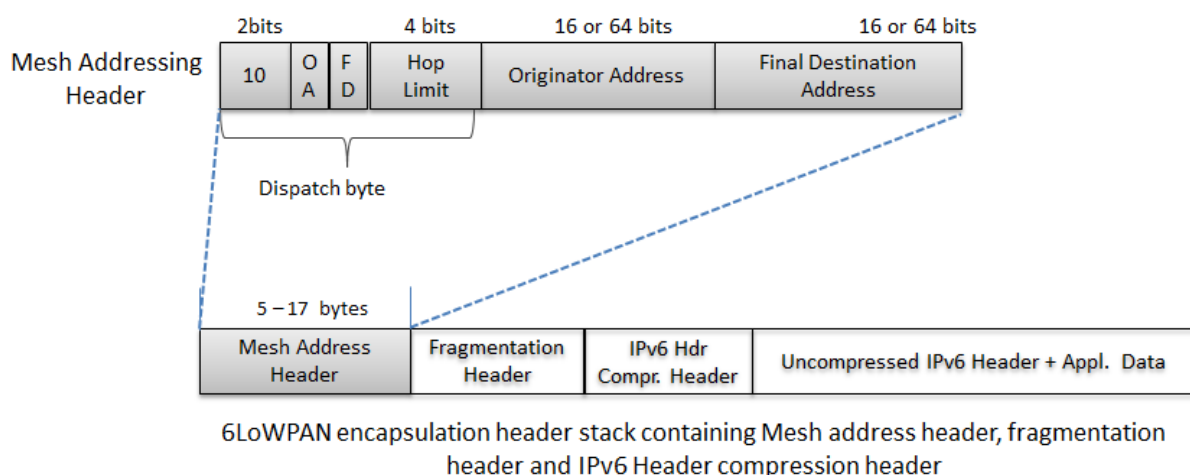 2bits 4 bits 16 or 64 bits 16 or 64 bits
Mesh Addressing
Header
10
O
A
F
D
Hop
Limit
Originator Address
Final Destination
Address
Dispatch byte
5 – 17 bytes
Mesh Address
Header
Fragmentation
Header
IPv6 Hdr
Compr. Header
Uncompressed IPv6 Header + Appl. Data
6LoWPAN encapsulation header stack containing Mesh address header, fragmentation
header and IPv6 Header compression header